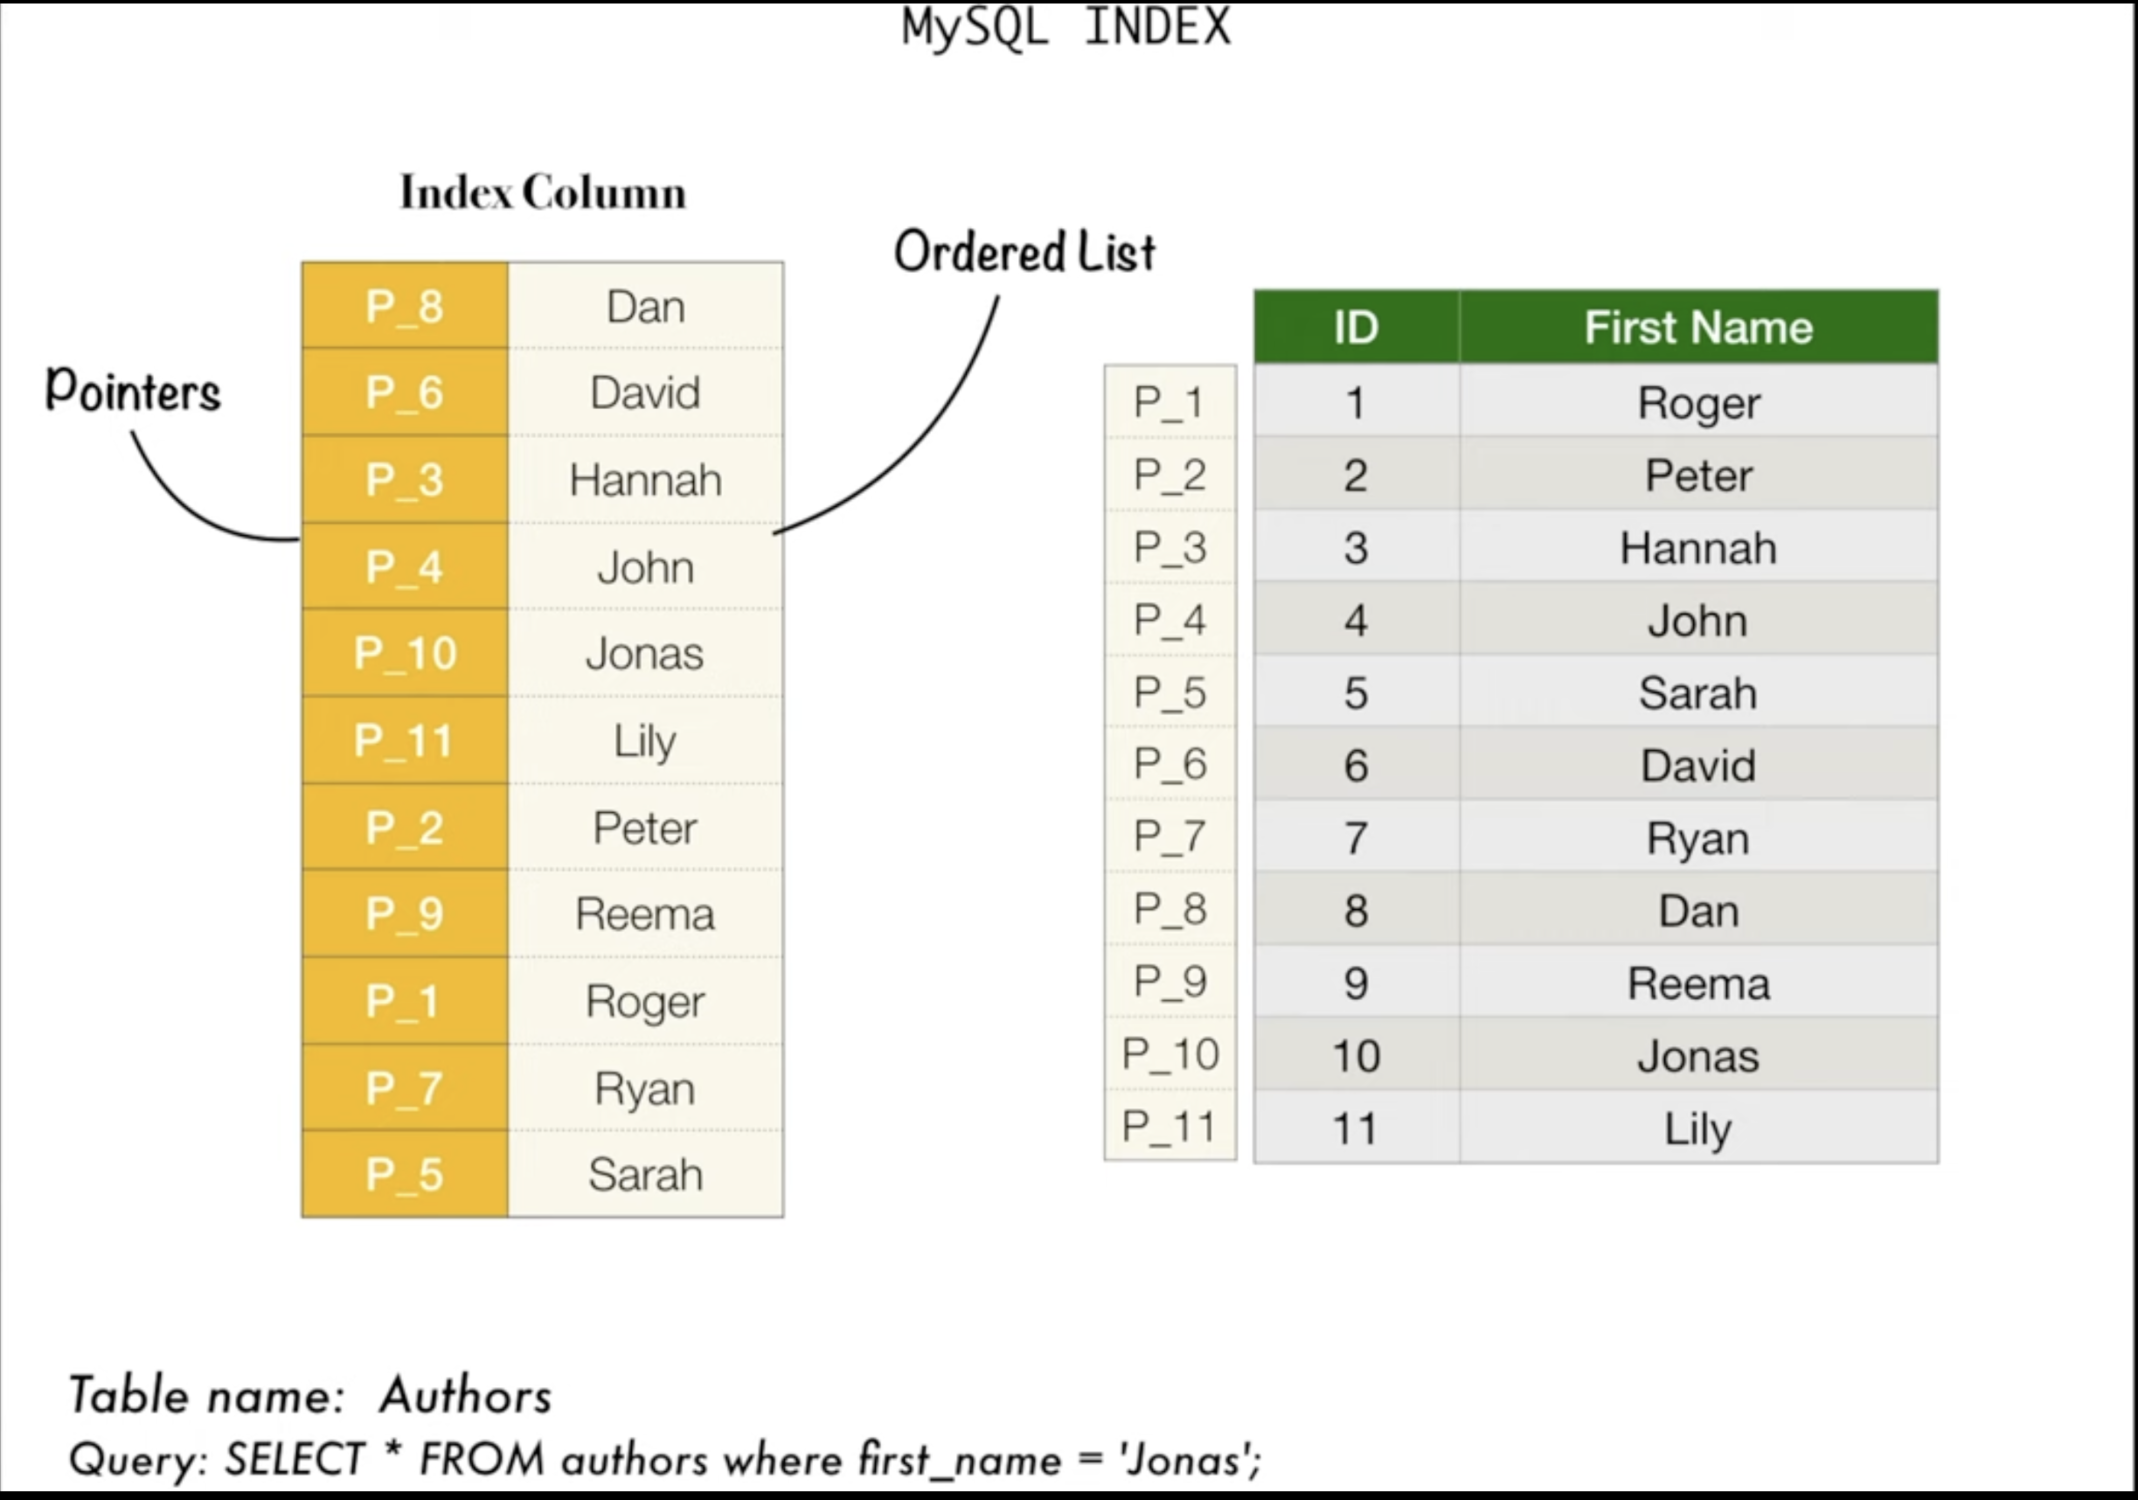 MySQL INDEX
Index Column
Ordered List
Pointers
P_8 Dan
P_6 David
P_3 Hannah
P_4 John
P_10 Jonas
P_11 Lily
P_2 Peter
P_9 Reema
P_1 Roger
P_7 Ryan
P_5 Sarah
ID First Name
P_1 1 Roger
P_2 2 Peter
P_3 3 Hannah
P_4 4 John
P_5 5 Sarah
P_6 6 David
P_7 7 Ryan
P_8 8 Dan
P_9 9 Reema
P_10 10 Jonas
P_11 11 Lily
Table name: Authors
Query: SELECT * FROM authors where first_name = 'Jonas';